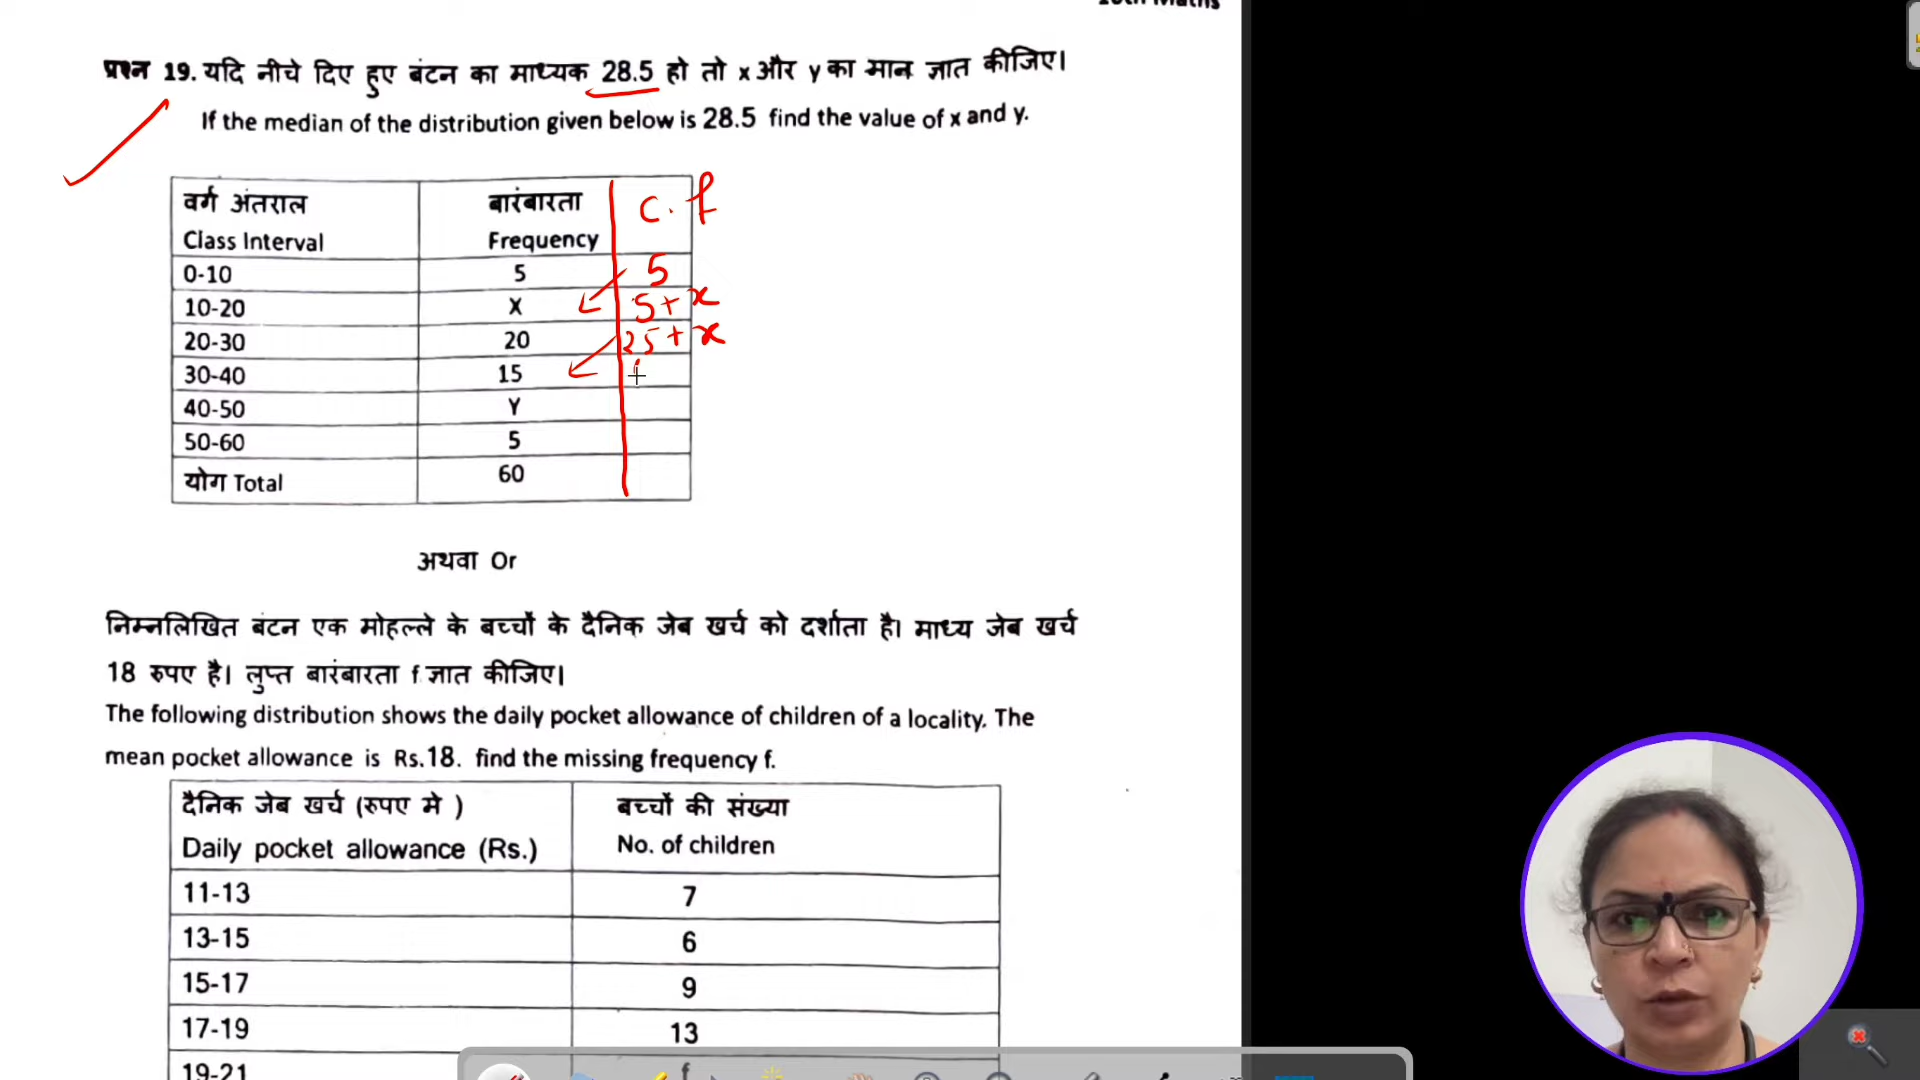 10th Maths
प्रश्न 19. यदि नीचे दिए हुए बंटन का माध्यक 28.5 हो तो x और y का मान ज्ञात कीजिए।
If the median of the distribution given below is 28.5 find the value of x and y.
वर्ग अंतराल बारंबारता c.f
Class Interval Frequency
0-10 5 5
10-20 X 5+x
20-30 20 25+x
30-40 15
40-50 Y
50-60 5
योग Total 60
अथवा Or
निम्नलिखित बंटन एक मोहल्ले के बच्चों के दैनिक जेब खर्च को दर्शाता है। माध्य जेब खर्च
18 रुपए है। लुप्त बारंबारता f ज्ञात कीजिए।
The following distribution shows the daily pocket allowance of children of a locality. The
mean pocket allowance is Rs.18. find the missing frequency f.
दैनिक जेब खर्च (रुपए मे ) बच्चों की संख्या
Daily pocket allowance (Rs.) No. of children
11-13 7
13-15 6
15-17 9
17-19 13
19-21 f